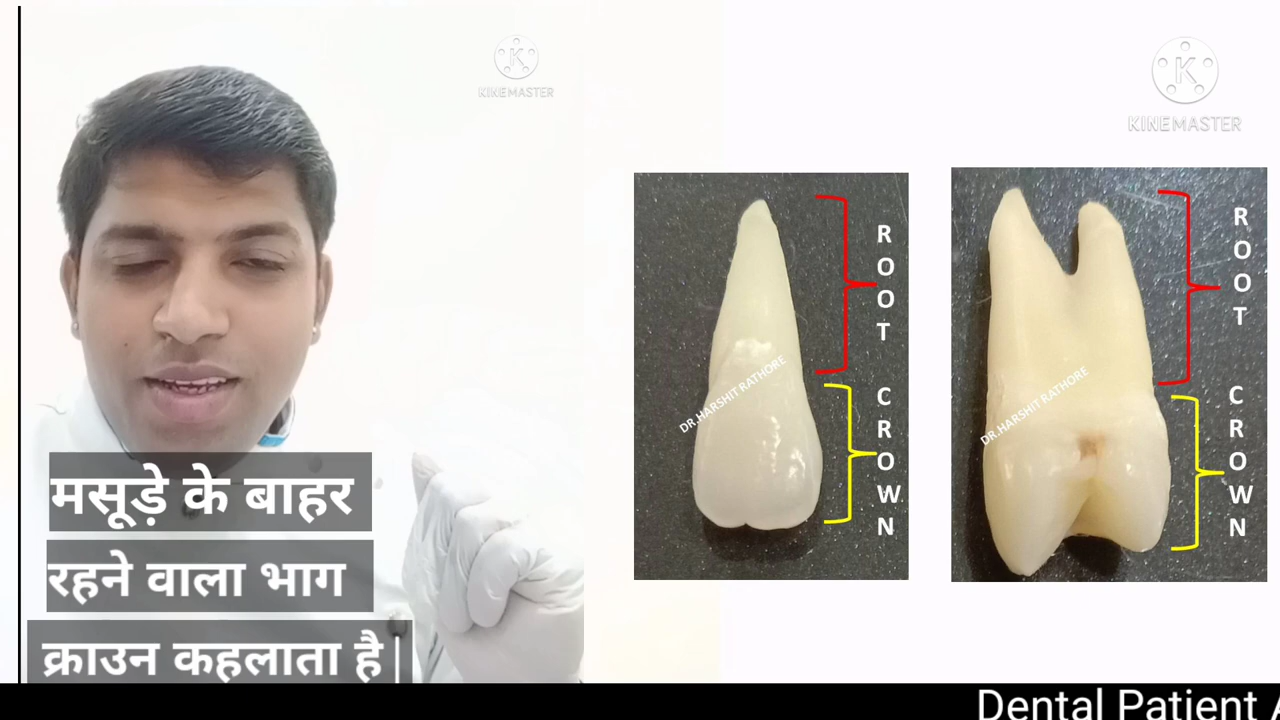 KINEMASTER
KINEMASTER
मसूड़े के बाहर
रहने वाला भाग
क्राउन कहलाता है|
ROOT
CROWN
DR.HARSHIT RATHORE
ROOT
CROWN
DR.HARSHIT RATHORE
Dental Patient